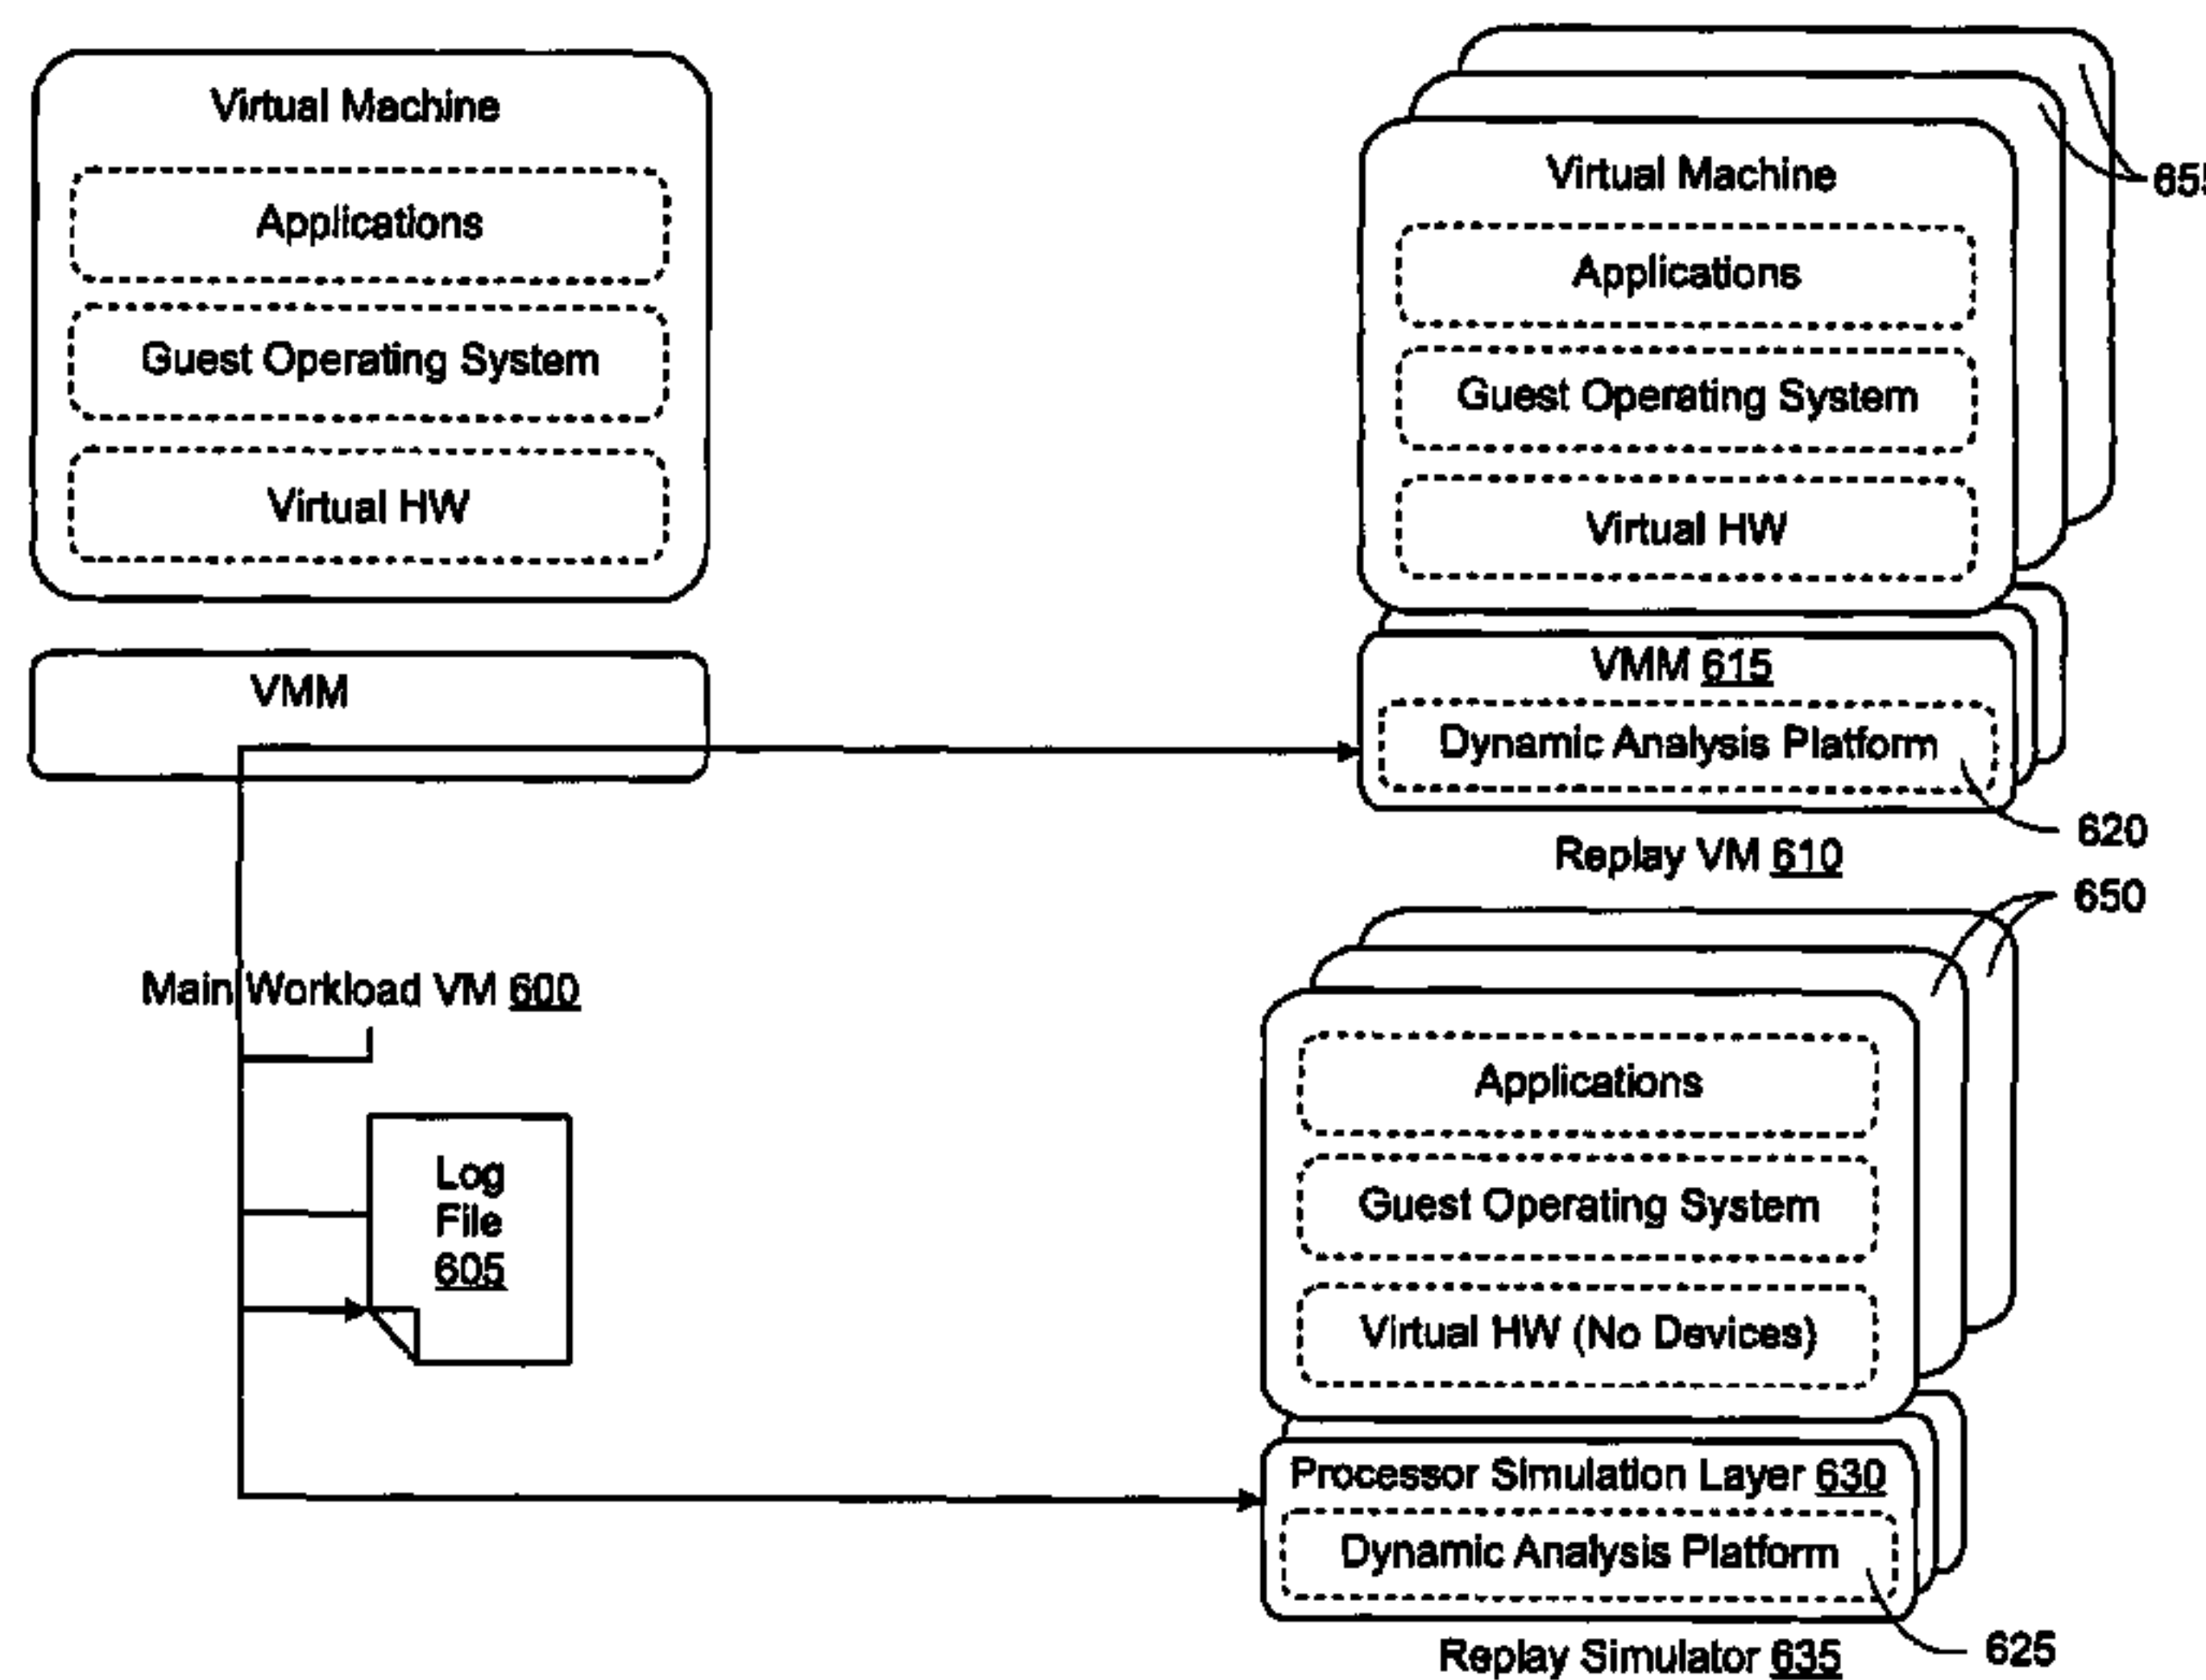 Virtual Machine
Applications
Guest Operating System
Virtual HW
VMM
Main Workload VM 600
Log
File
605
Virtual Machine
Applications
Guest Operating System
Virtual HW
655
VMM 615
Dynamic Analysis Platform
620
Replay VM 610
650
Applications
Guest Operating System
Virtual HW (No Devices)
Processor Simulation Layer 630
Dynamic Analysis Platform
625
Replay Simulator 635